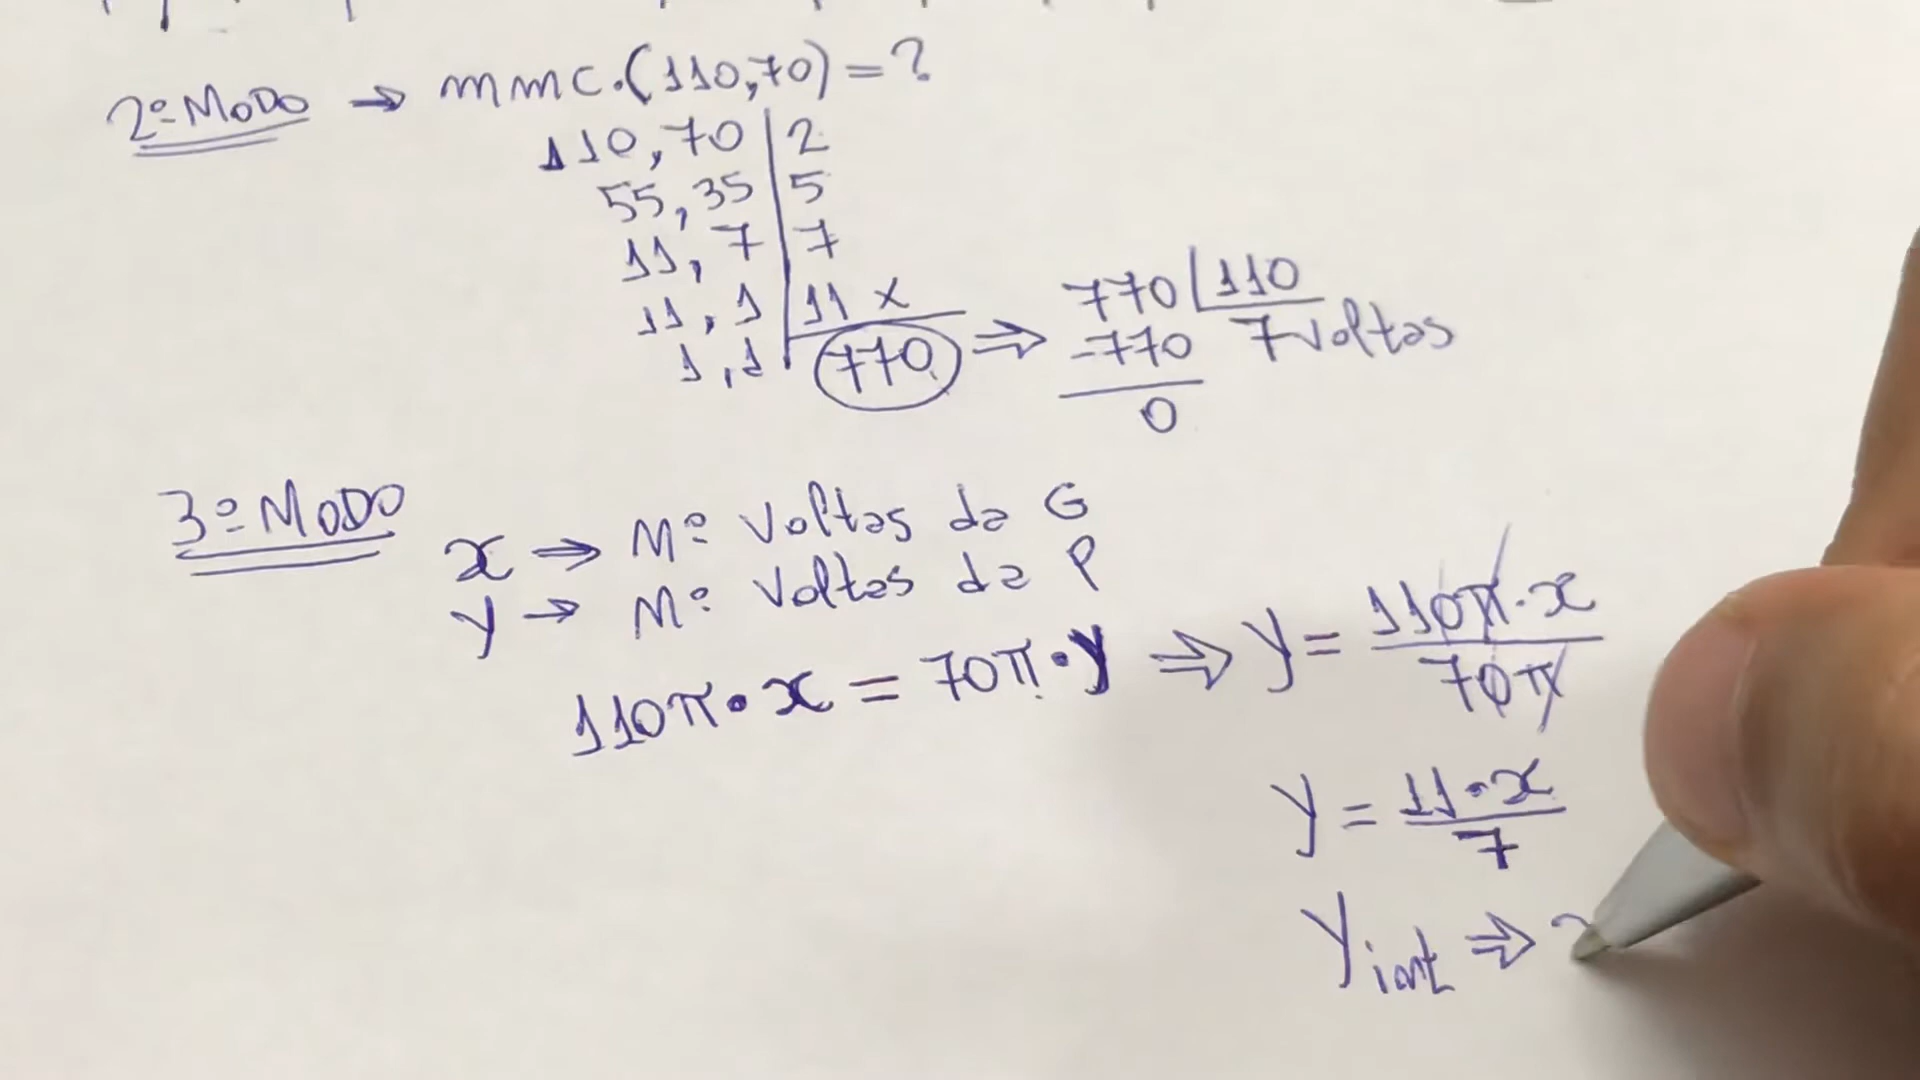 2º MODO → mmc.(110,70) = ?
110, 70 | 2
55, 35 | 5
11, 7 | 7
11, 1 | 11 x
1, 1 | 770 ⇒ 770 | 110
-770 7 voltas
0
3º MODO
x → Nº Voltas da G
y → Nº Voltas da P
110π · x = 70π · y ⇒ y = 110π · x / 70π
y = 11 · x / 7
y int ⇒